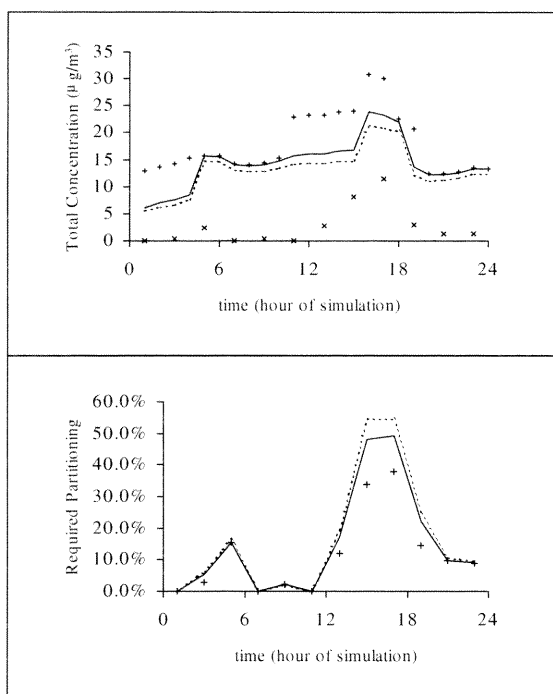 Total Concentration (µ g/m³)
35
30
25
20
15
10
5
0
0 6 12 18 24
time (hour of simulation)
Required Partitioning
60.0%
50.0%
40.0%
30.0%
20.0%
10.0%
0.0%
0 6 12 18 24
time (hour of simulation)